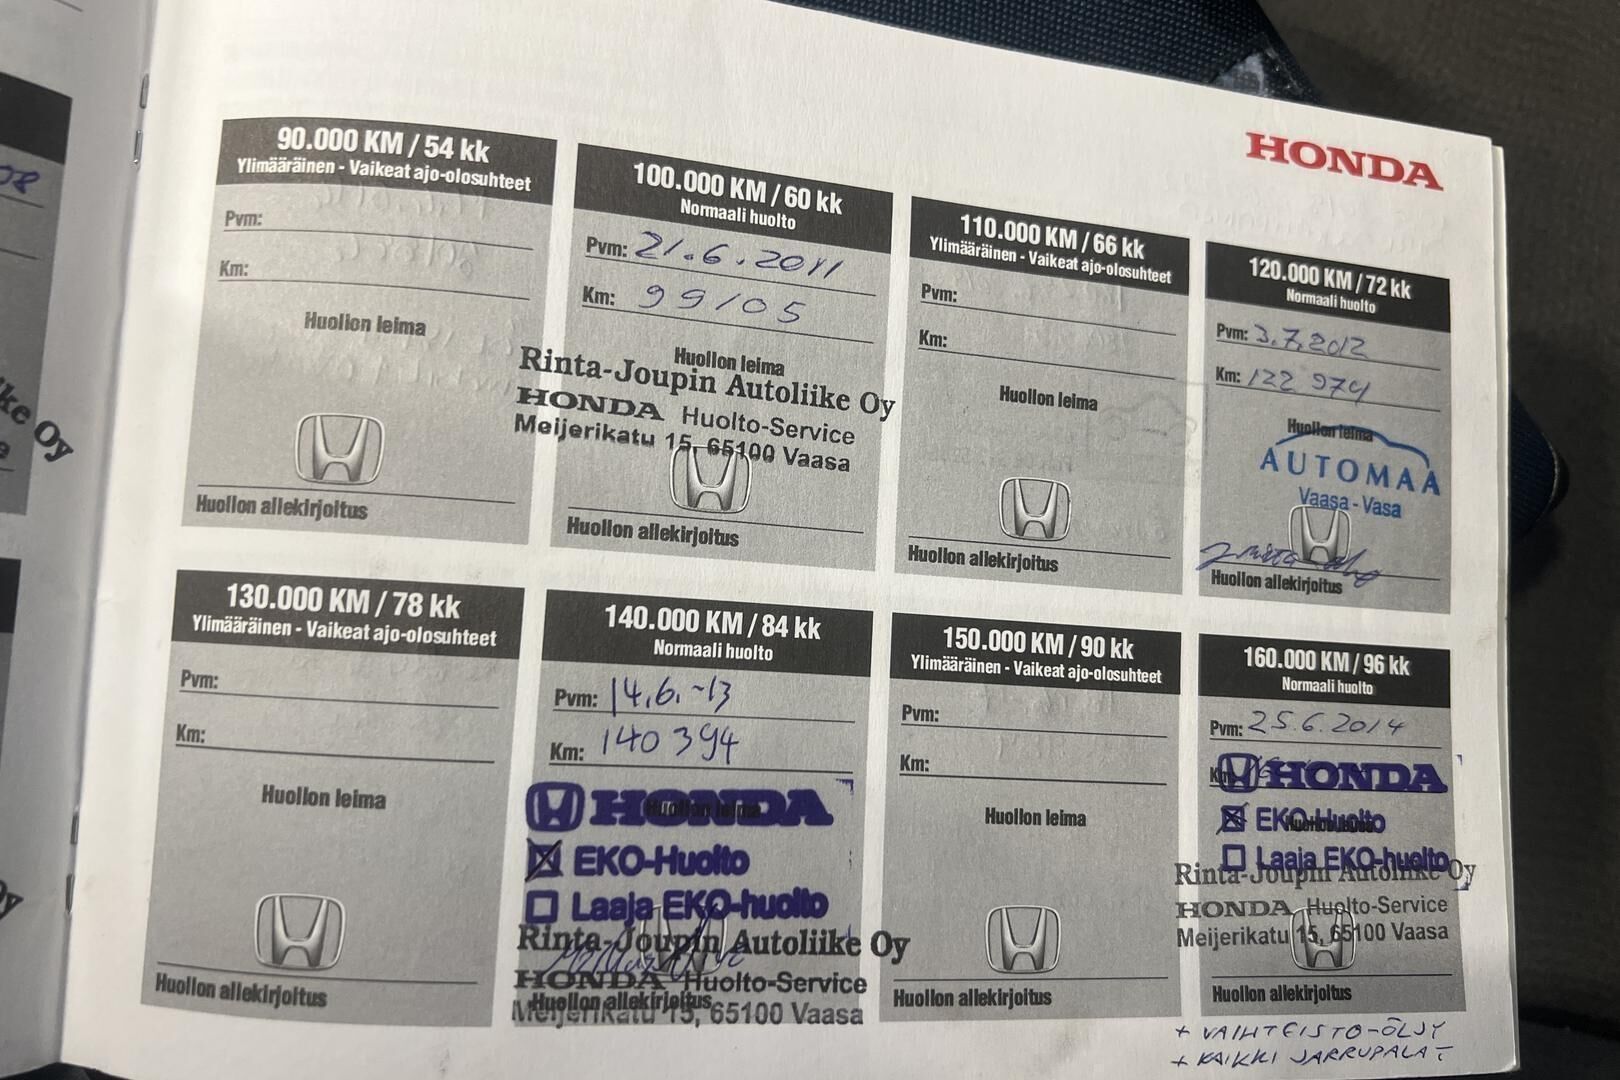 HONDA
90.000 KM / 54 kk
Ylimääräinen - Vaikeat ajo-olosuhteet
Pvm:
Km:
Huollon leima
Huollon allekirjoitus
100.000 KM / 60 kk
Normaali huolto
Pvm: 21.6.2011
Km: 99105
Huollon leima
Rinta-Joupin Autoliike Oy
HONDA Huolto-Service
Meijerikatu 15, 65100 Vaasa
Huollon allekirjoitus
110.000 KM / 66 kk
Ylimääräinen - Vaikeat ajo-olosuhteet
Pvm:
Km:
Huollon leima
Huollon allekirjoitus
120.000 KM / 72 kk
Normaali huolto
Pvm: 3.7.2012
Km: 122 974
Huollon leima
AUTOMAA
Vaasa - Vasa
Huollon allekirjoitus
130.000 KM / 78 kk
Ylimääräinen - Vaikeat ajo-olosuhteet
Pvm:
Km:
Huollon leima
Huollon allekirjoitus
140.000 KM / 84 kk
Normaali huolto
Pvm: 14.6.-13
Km: 140 394
HONDA
Huollon leima
EKO-Huolto
Laaja EKO-huolto
Rinta-Joupin Autoliike Oy
HONDA Huolto-Service
Huollon allekirjoitus
Meijerikatu 15, 65100 Vaasa
150.000 KM / 90 kk
Ylimääräinen - Vaikeat ajo-olosuhteet
Pvm:
Km:
Huollon leima
Huollon allekirjoitus
160.000 KM / 96 kk
Normaali huolto
Pvm: 25.6.2014
Km:
HONDA
EKO-Huolto
Huollon leima
Laaja EKO-huolto
Rinta-Joupin Autoliike Oy
HONDA Huolto-Service
Meijerikatu 15, 65100 Vaasa
Huollon allekirjoitus
+ VAIHTEISTO-ÖLJY
+ KAIKKI JARRUPALAT
ke Oy